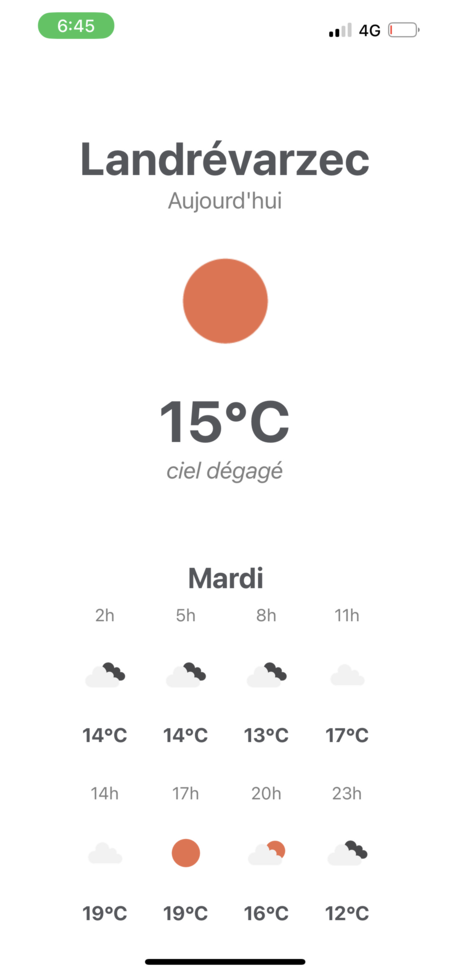 6:45 4G
Landrévarzec
Aujourd'hui
15°C
ciel dégagé
Mardi
2h 5h 8h 11h
14°C 14°C 13°C 17°C
14h 17h 20h 23h
19°C 19°C 16°C 12°C